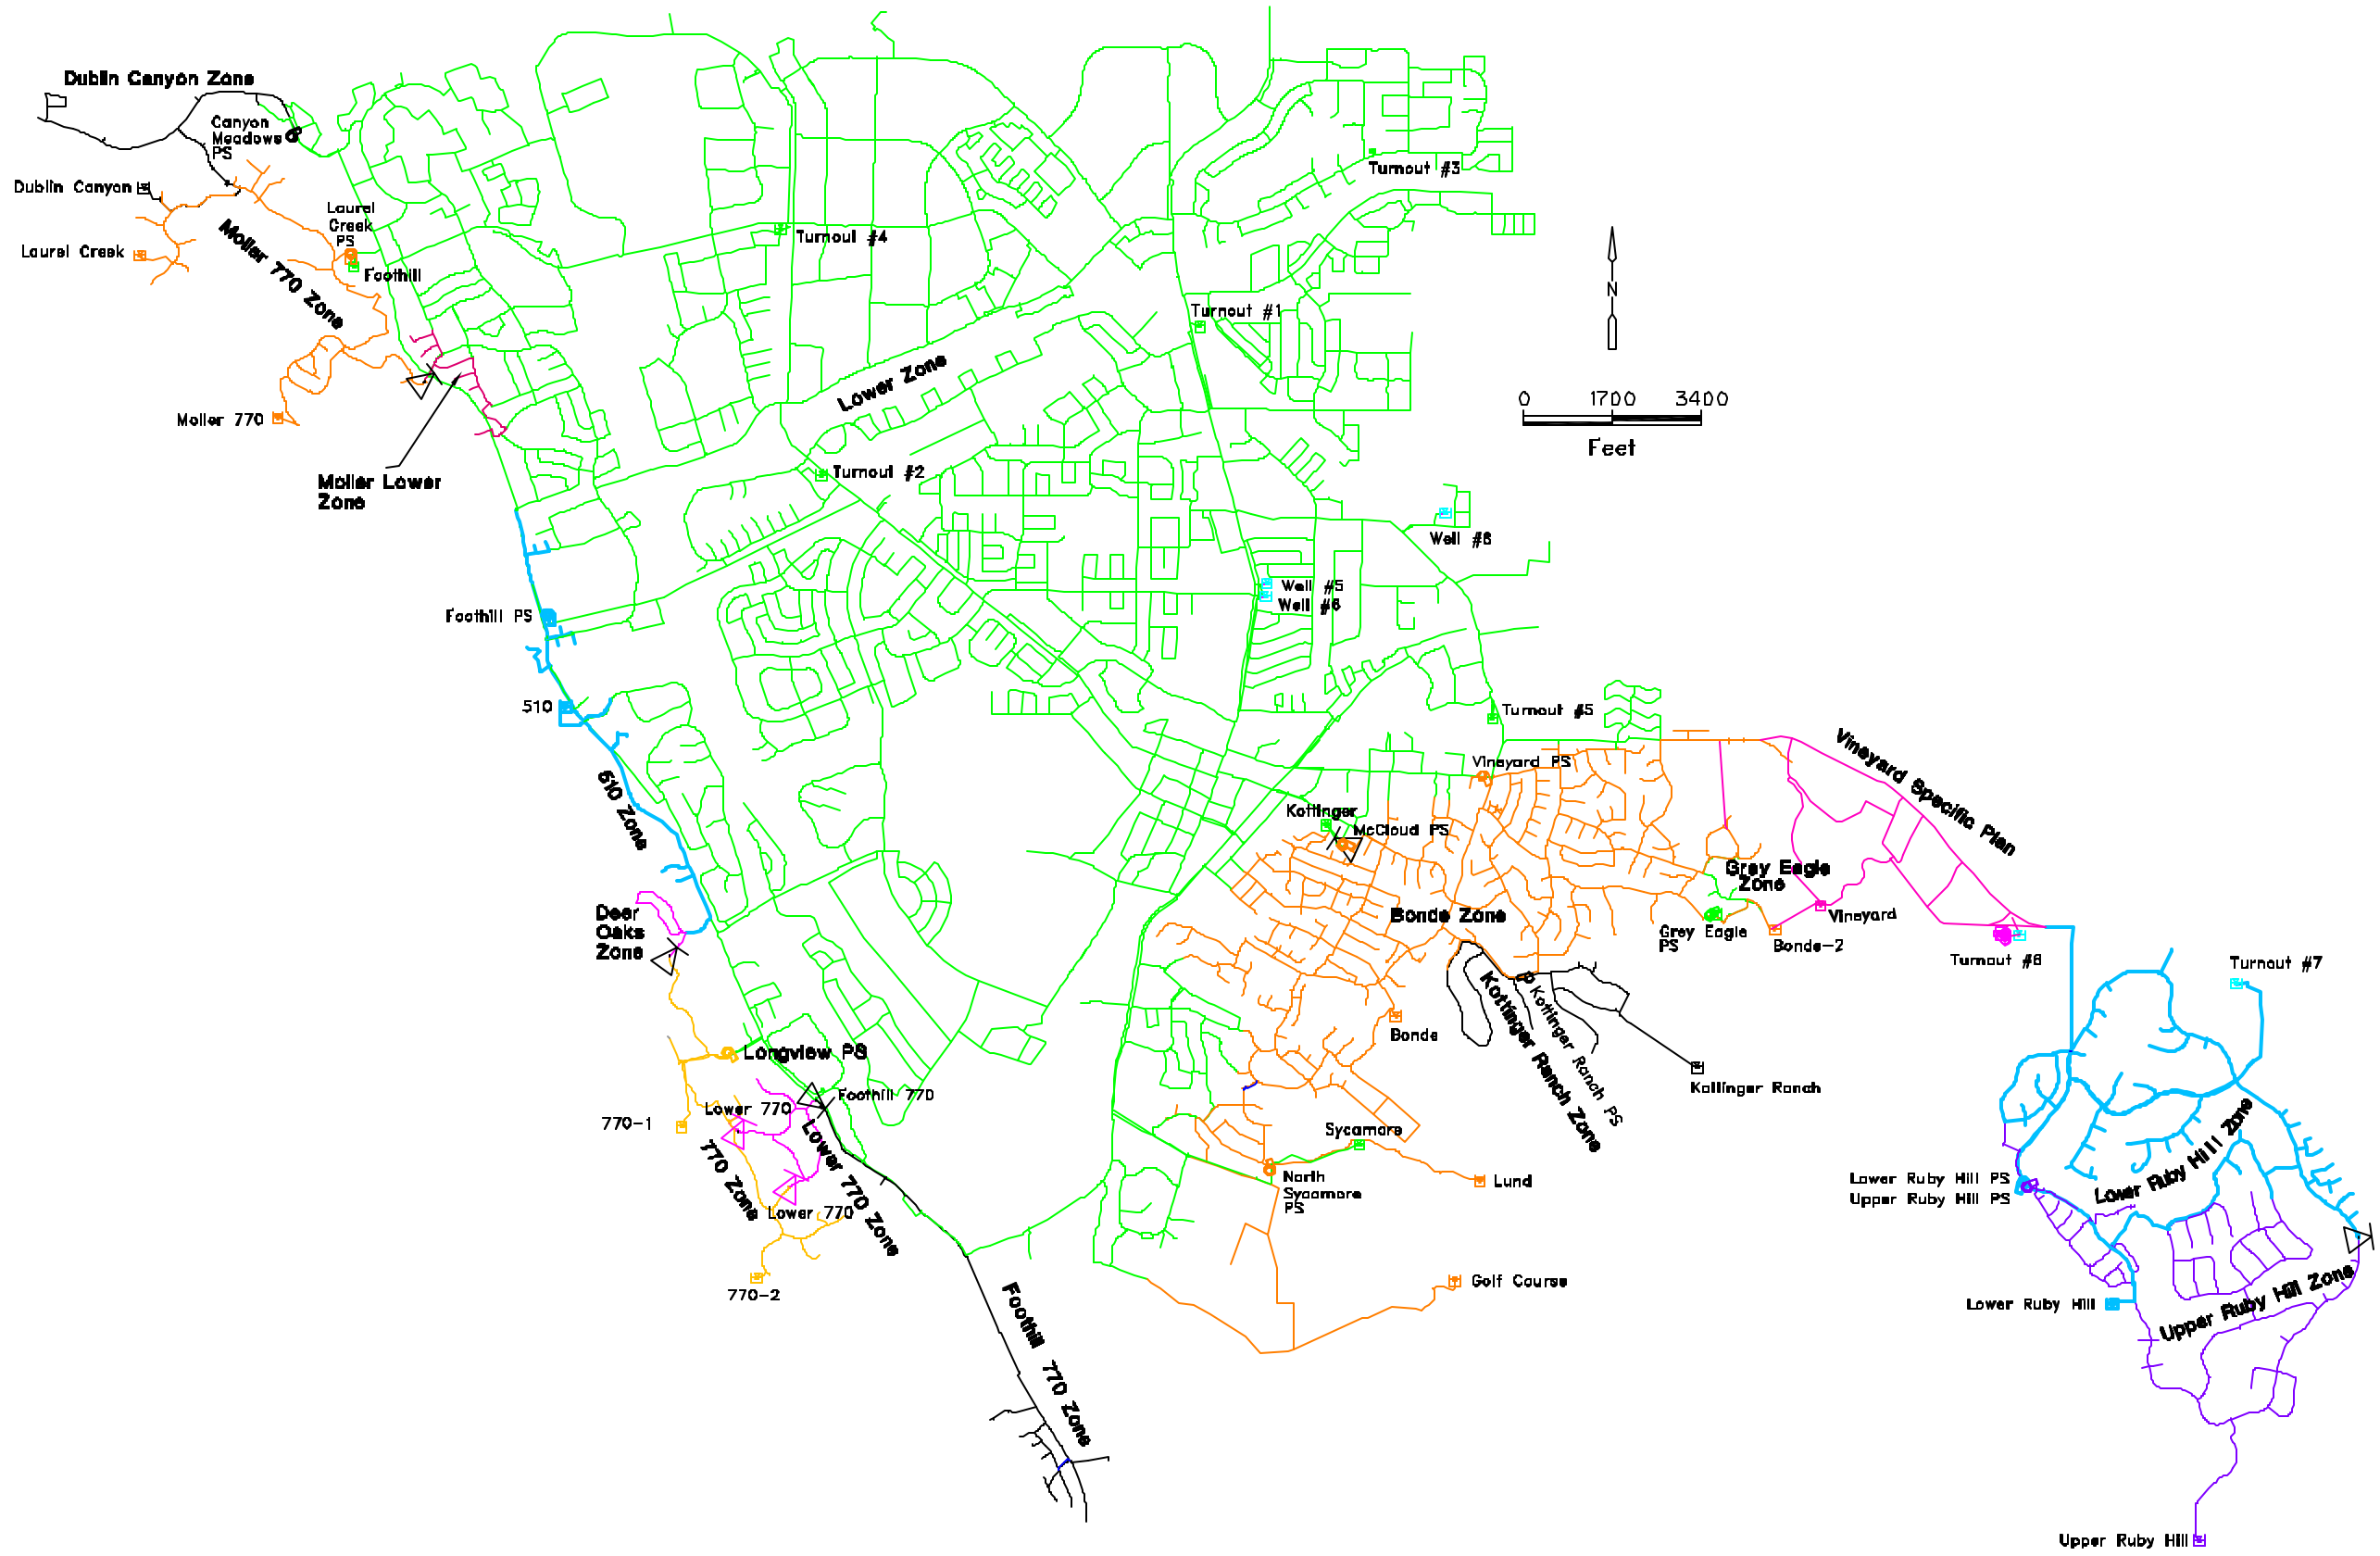 Dublin Canyon Zone
Canyon
Meadows
PS
Dublin Canyon
Laurel
Creek
PS
Laurel Creek
Foothill
Moller 770 Zone
Moller 770
Moller Lower
Zone
Turnout #4
Turnout #3
Turnout #1
Lower Zone
Turnout #2
N
0 1700 3400
Feet
Well #8
Well #5
Well #6
Foothill PS
510
510 Zone
Turnout #5
Vineyard PS
Vineyard Specific Plan
Kottinger
McCloud PS
Grey Eagle
Zone
Deer
Oaks
Zone
Bonde Zone
Vineyard
Grey Eagle
PS
Bonde-2
Turnout #6
Turnout #7
Bonde
Kottinger Ranch Zone
Kottinger Ranch PS
Kottinger Ranch
Longview PS
Foothill 770
Lower 770
770-1
770 Zone
Lower 770 Zone
Lower 770
770-2
Sycamore
North
Sycamore
PS
Lund
Golf Course
Foothill 770 Zone
Lower Ruby Hill PS
Upper Ruby Hill PS
Lower Ruby Hill Zone
Lower Ruby Hill
Upper Ruby Hill Zone
Upper Ruby Hill